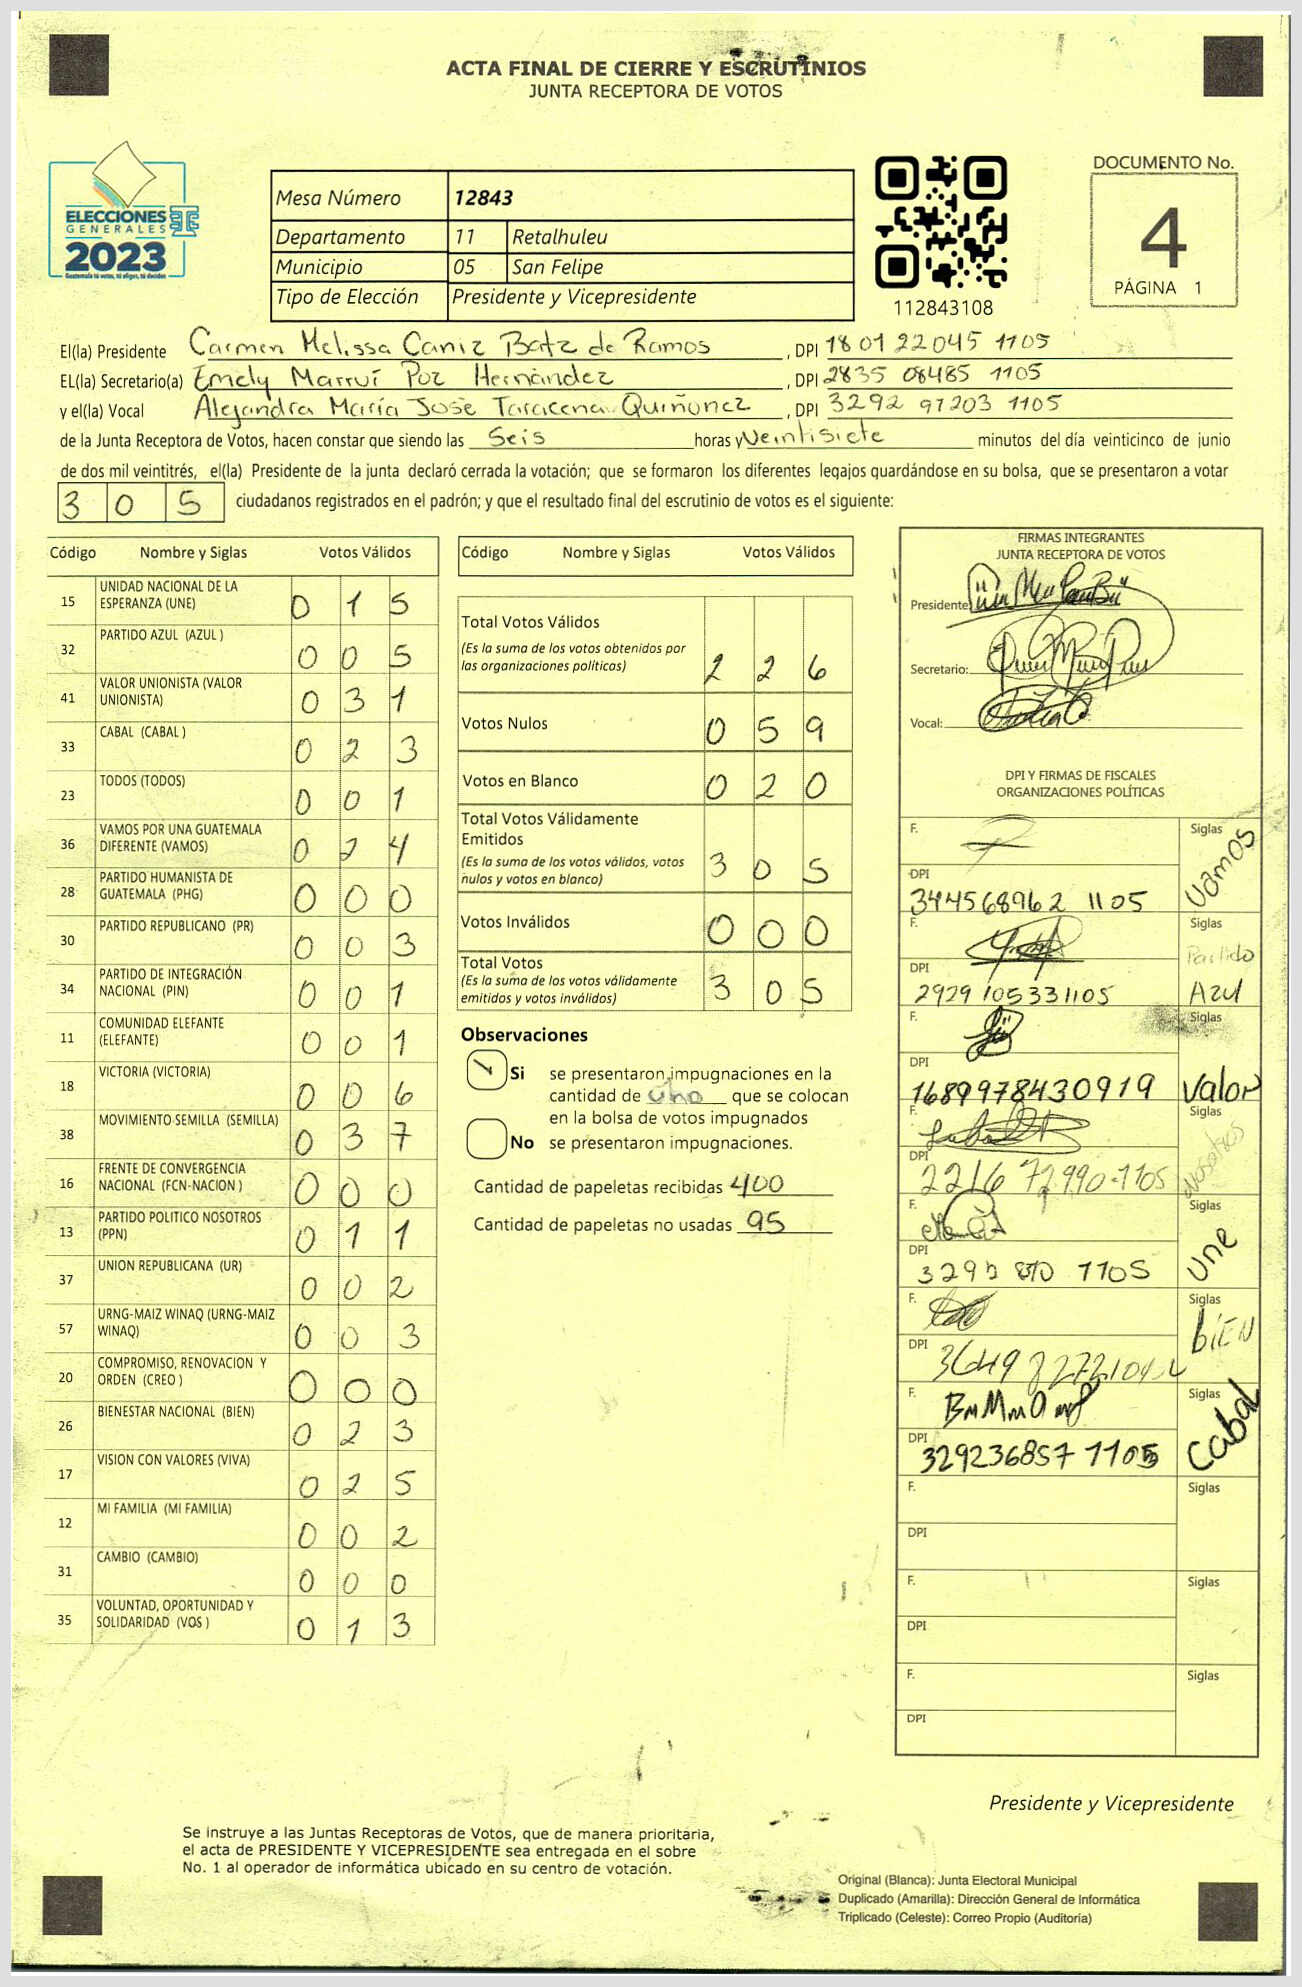 ACTA FINAL DE CIERRE Y ESCRUTINIOS
JUNTA RECEPTORA DE VOTOS
ELECCIONES
GENERALES
2023
Guatemala tú votas, tú eliges, tú decides
Mesa Número 12843
Departamento 11 Retalhuleu
Municipio 05 San Felipe
Tipo de Elección Presidente y Vicepresidente
112843108
DOCUMENTO No.
4
PÁGINA 1
El(la) Presidente Carmen Melissa Caniz Batz de Ramos , DPI 1801 22045 1105
EL(la) Secretario(a) Emely Marruí Poz Hernández , DPI 2835 08485 1105
y el(la) Vocal Alejandra María José Taracena Quiñonez , DPI 3292 97203 1105
de la Junta Receptora de Votos, hacen constar que siendo las Seis horas y Veintisiete minutos del día veinticinco de junio
de dos mil veintitrés, el(la) Presidente de la junta declaró cerrada la votación; que se formaron los diferentes legajos guardándose en su bolsa, que se presentaron a votar
3 0 5 ciudadanos registrados en el padrón; y que el resultado final del escrutinio de votos es el siguiente:
Código Nombre y Siglas Votos Válidos
15 UNIDAD NACIONAL DE LA ESPERANZA (UNE) 0 1 5
32 PARTIDO AZUL (AZUL ) 0 0 5
41 VALOR UNIONISTA (VALOR UNIONISTA) 0 3 1
33 CABAL (CABAL ) 0 2 3
23 TODOS (TODOS) 0 0 1
36 VAMOS POR UNA GUATEMALA DIFERENTE (VAMOS) 0 2 4
28 PARTIDO HUMANISTA DE GUATEMALA (PHG) 0 0 0
30 PARTIDO REPUBLICANO (PR) 0 0 3
34 PARTIDO DE INTEGRACIÓN NACIONAL (PIN) 0 0 1
11 COMUNIDAD ELEFANTE (ELEFANTE) 0 0 1
18 VICTORIA (VICTORIA) 0 0 6
38 MOVIMIENTO SEMILLA (SEMILLA) 0 3 7
16 FRENTE DE CONVERGENCIA NACIONAL (FCN-NACION ) 0 0 0
13 PARTIDO POLITICO NOSOTROS (PPN) 0 1 1
37 UNION REPUBLICANA (UR) 0 0 2
57 URNG-MAIZ WINAQ (URNG-MAIZ WINAQ) 0 0 3
20 COMPROMISO, RENOVACION Y ORDEN (CREO ) 0 0 0
26 BIENESTAR NACIONAL (BIEN) 0 2 3
17 VISION CON VALORES (VIVA) 0 2 5
12 MI FAMILIA (MI FAMILIA) 0 0 2
31 CAMBIO (CAMBIO) 0 0 0
35 VOLUNTAD, OPORTUNIDAD Y SOLIDARIDAD (VOS ) 0 1 3
Código Nombre y Siglas Votos Válidos
Total Votos Válidos 2 2 6
(Es la suma de los votos obtenidos por
las organizaciones políticas)
Votos Nulos 0 5 9
Votos en Blanco 0 2 0
Total Votos Válidamente
Emitidos 3 0 5
(Es la suma de los votos válidos, votos
nulos y votos en blanco)
Votos Inválidos 0 0 0
Total Votos 3 0 5
(Es la suma de los votos válidamente
emitidos y votos inválidos)
Observaciones
Si se presentaron impugnaciones en la
cantidad de uno que se colocan
en la bolsa de votos impugnados
No se presentaron impugnaciones.
Cantidad de papeletas recibidas 400
Cantidad de papeletas no usadas 95
FIRMAS INTEGRANTES
JUNTA RECEPTORA DE VOTOS
Presidente:
Secretario:
Vocal:
DPI Y FIRMAS DE FISCALES
ORGANIZACIONES POLÍTICAS
F. Siglas Vamos
DPI 344568962 1105
F. Siglas Partido Azul
DPI 2929 105331105
F. Siglas Valor
DPI 1689978430919
F. Siglas Nosotros
DPI 2216 72990-1105
F. Siglas Une
DPI 1105
F. Siglas bIEN
DPI
F. Siglas Cabal
DPI 329236857 1105
F. Siglas
DPI
F. Siglas
DPI
F. Siglas
DPI
Presidente y Vicepresidente
Se instruye a las Juntas Receptoras de Votos, que de manera prioritaria,
el acta de PRESIDENTE Y VICEPRESIDENTE sea entregada en el sobre
No. 1 al operador de informática ubicado en su centro de votación.
Original (Blanca): Junta Electoral Municipal
Duplicado (Amarilla): Dirección General de Informática
Triplicado (Celeste): Correo Propio (Auditoría)